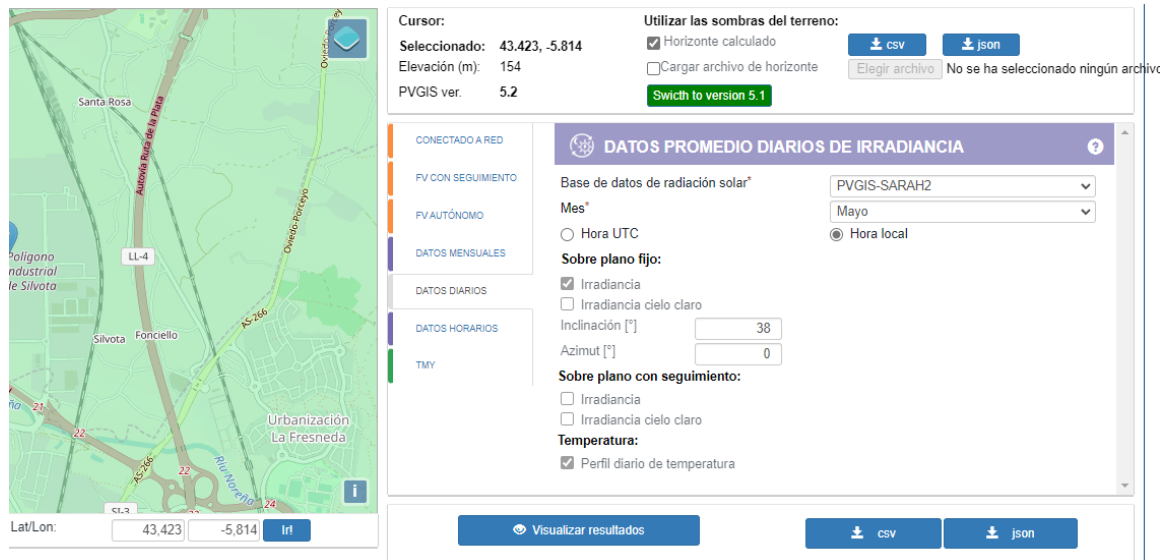 Oviedo-Porceyo
Santa Rosa
Autovía Ruta de la Plata
Oviedo-Porceyo
Polígono
industrial
de Silvota
LL-4
AS-266
Silvota
Fonciello
21
22
Urbanización
La Fresneda
AS-266
22
Río Noreña
24
SI-3
i
Lat/Lon:
43,423
-5,814
Ir!
Cursor:
Seleccionado: 43.423, -5.814
Elevación (m): 154
PVGIS ver. 5.2
Utilizar las sombras del terreno:
Horizonte calculado
csv
json
Cargar archivo de horizonte
Elegir archivo No se ha seleccionado ningún archivo
Swicth to version 5.1
CONECTADO A RED
FV CON SEGUIMIENTO
FV AUTÓNOMO
DATOS MENSUALES
DATOS DIARIOS
DATOS HORARIOS
TMY
DATOS PROMEDIO DIARIOS DE IRRADIANCIA
?
Base de datos de radiación solar*
PVGIS-SARAH2
Mes*
Mayo
Hora UTC
Hora local
Sobre plano fijo:
Irradiancia
Irradiancia cielo claro
Inclinación [°]
38
Azimut [°]
0
Sobre plano con seguimiento:
Irradiancia
Irradiancia cielo claro
Temperatura:
Perfil diario de temperatura
Visualizar resultados
csv
json